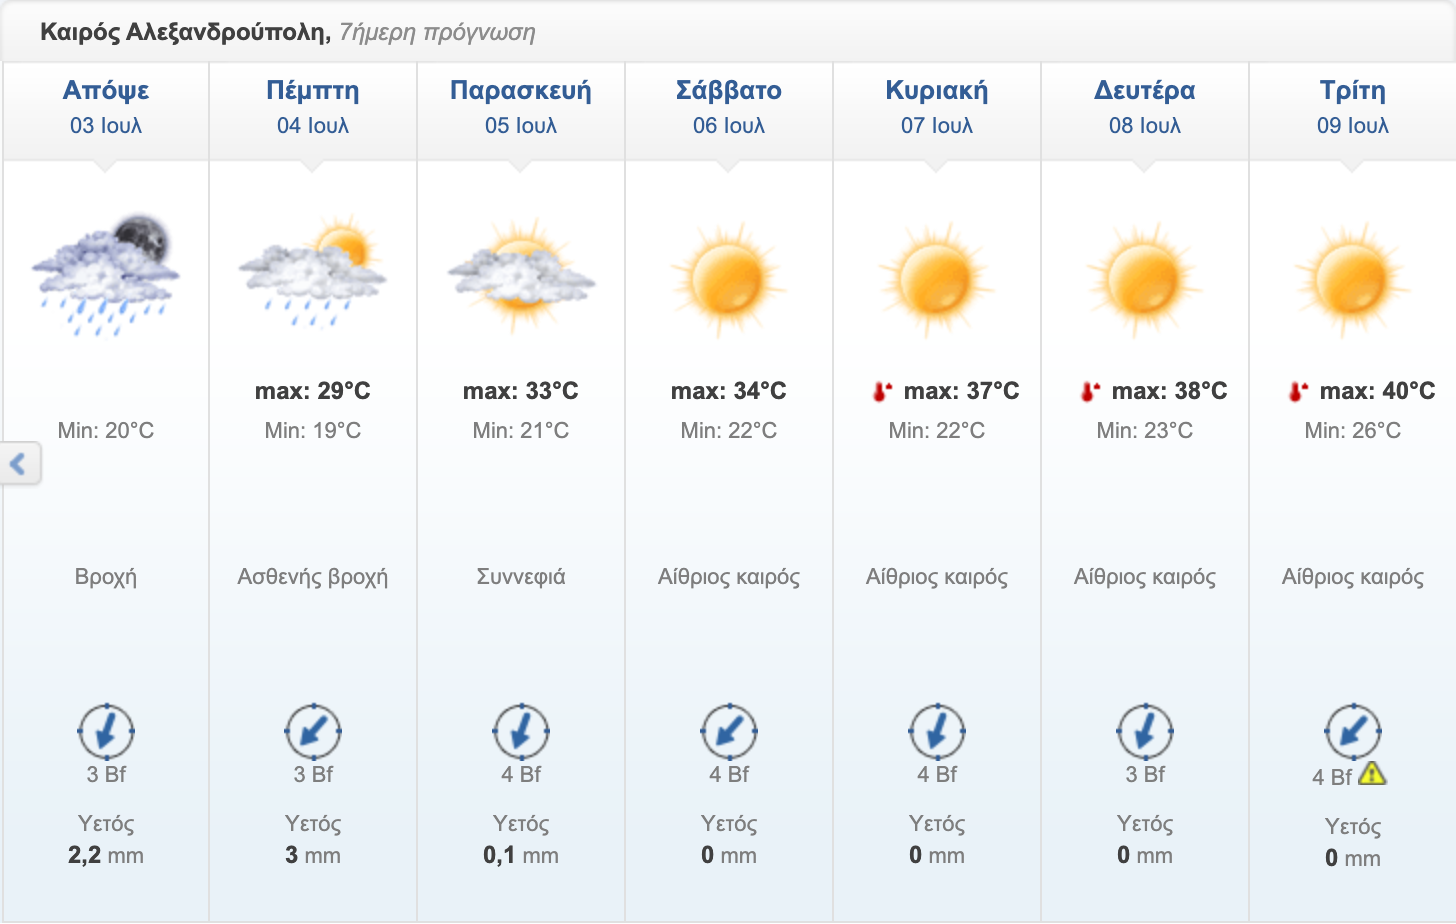 Καιρός Αλεξανδρούπολη, 7ήμερη πρόγνωση
Απόψε Πέμπτη Παρασκευή Σάββατο Κυριακή Δευτέρα Τρίτη
03 Ιουλ 04 Ιουλ 05 Ιουλ 06 Ιουλ 07 Ιουλ 08 Ιουλ 09 Ιουλ
max: 29°C max: 33°C max: 34°C max: 37°C max: 38°C max: 40°C
Min: 20°C Min: 19°C Min: 21°C Min: 22°C Min: 22°C Min: 23°C Min: 26°C
Βροχή Ασθενής βροχή Συννεφιά Αίθριος καιρός Αίθριος καιρός Αίθριος καιρός Αίθριος καιρός
3 Bf 3 Bf 4 Bf 4 Bf 4 Bf 3 Bf 4 Bf
Υετός Υετός Υετός Υετός Υετός Υετός Υετός
2,2 mm 3 mm 0,1 mm 0 mm 0 mm 0 mm 0 mm